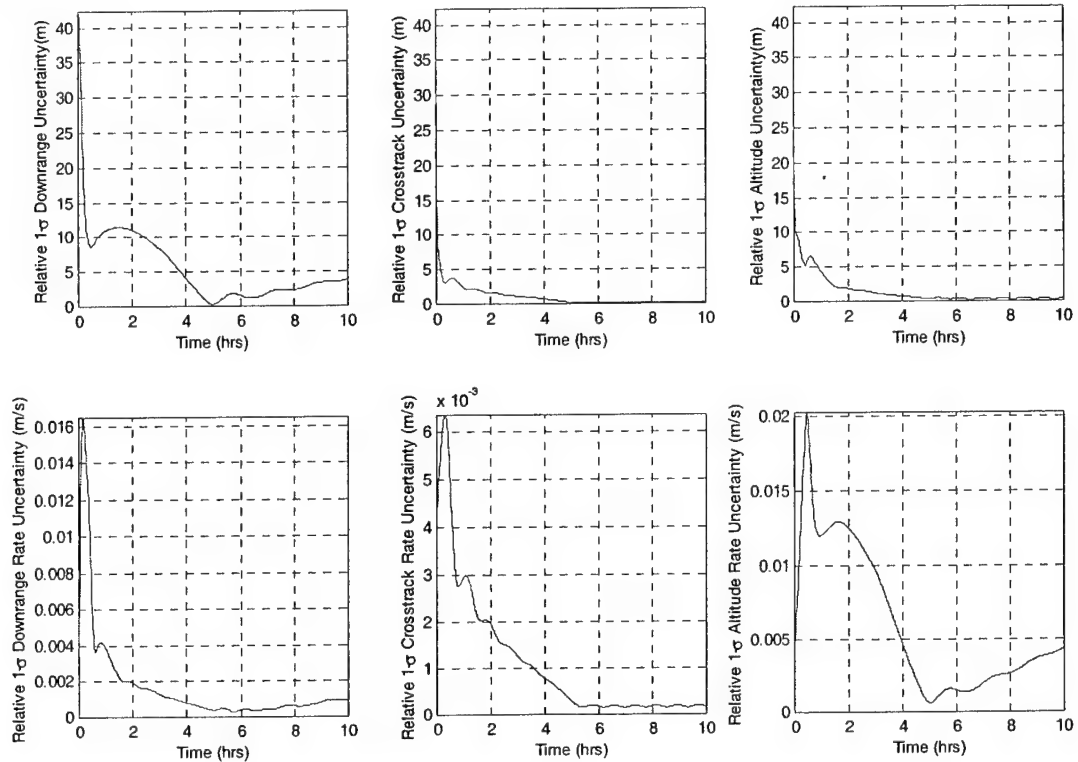 Relative 1-σ Downrange Uncertainty(m)
40
35
30
25
20
15
10
5
0
0 2 4 6 8 10
Time (hrs)
Relative 1-σ Crosstrack Uncertainty (m)
40
35
30
25
20
15
10
5
0
0 2 4 6 8 10
Time (hrs)
Relative 1-σ Altitude Uncertainty(m)
40
35
30
25
20
15
10
5
0
0 2 4 6 8 10
Time (hrs)
Relative 1-σ Downrange Rate Uncertainty (m/s)
0.016
0.014
0.012
0.01
0.008
0.006
0.004
0.002
0
0 2 4 6 8 10
Time (hrs)
x 10⁻³
Relative 1-σ Crosstrack Rate Uncertainty (m/s)
6
5
4
3
2
1
0
0 2 4 6 8 10
Time (hrs)
Relative 1-σ Altitude Rate Uncertainty (m/s)
0.02
0.015
0.01
0.005
0
0 2 4 6 8 10
Time (hrs)